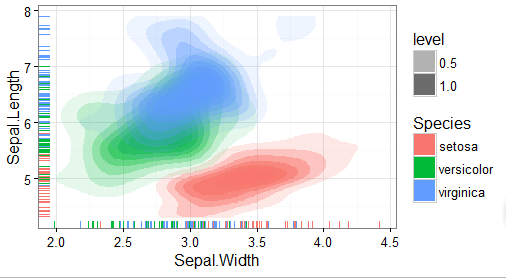 8
7
6
5
Sepal.Length
2.0 2.5 3.0 3.5 4.0 4.5
Sepal.Width
level
0.5
1.0
Species
setosa
versicolor
virginica